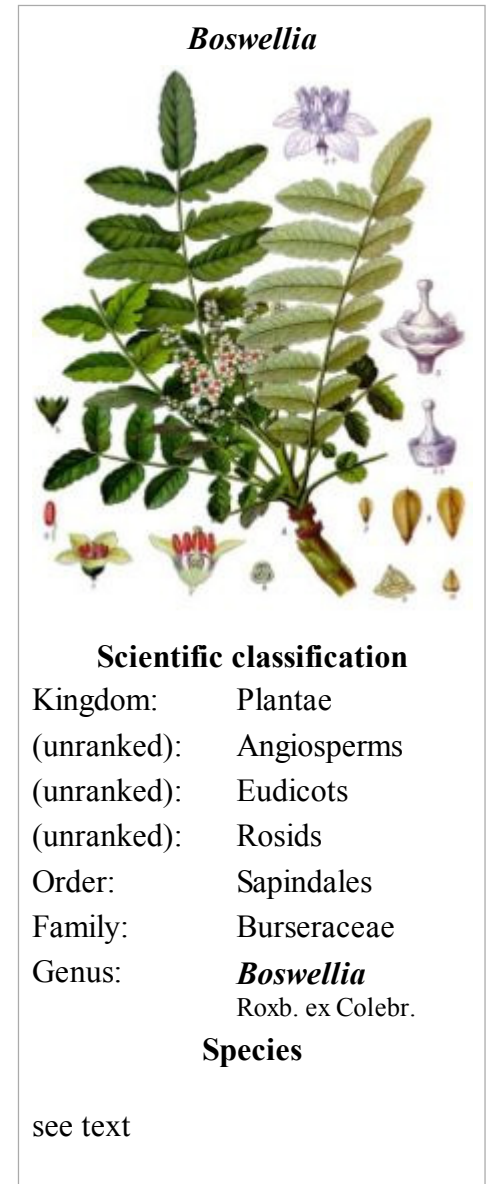 Boswellia
Scientific classification
Kingdom: Plantae
(unranked): Angiosperms
(unranked): Eudicots
(unranked): Rosids
Order: Sapindales
Family: Burseraceae
Genus: Boswellia
Roxb. ex Colebr.
Species
see text